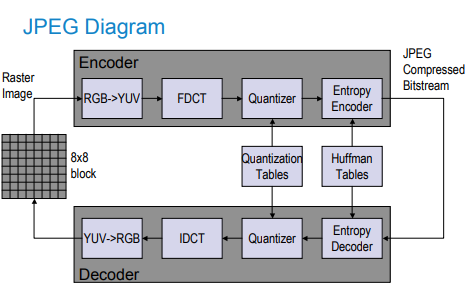 JPEG Diagram
Encoder
JPEG
Compressed
Bitstream
Raster
Image
RGB->YUV
FDCT
Quantizer
Entropy
Encoder
8x8
block
Quantization
Tables
Huffman
Tables
YUV->RGB
IDCT
Quantizer
Entropy
Decoder
Decoder